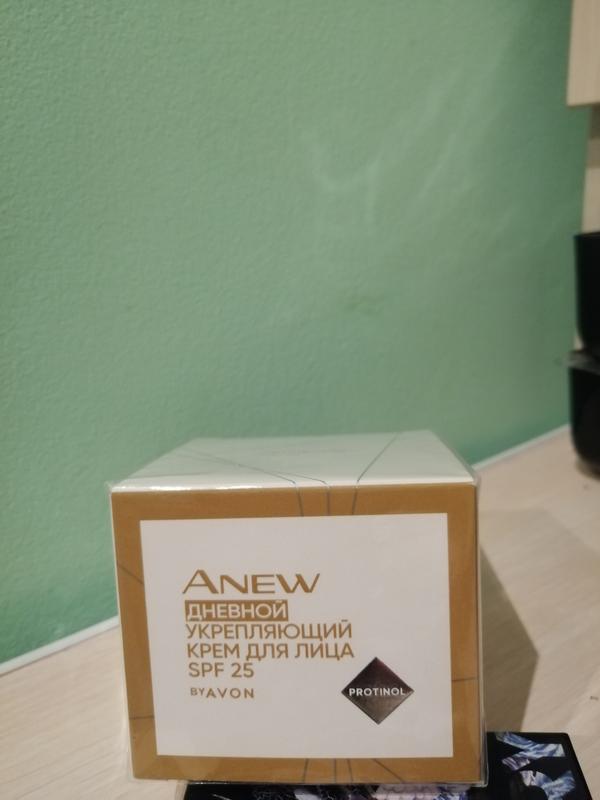 ANEW
ДНЕВНОЙ
УКРЕПЛЯЮЩИЙ
КРЕМ ДЛЯ ЛИЦА
SPF 25
BY AVON
PROTINOL